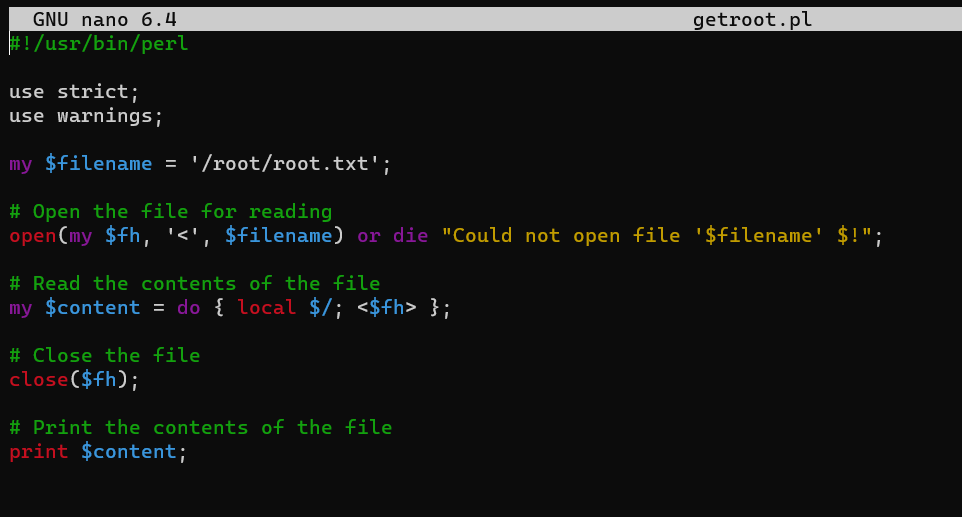 GNU nano 6.4 getroot.pl
#!/usr/bin/perl
use strict;
use warnings;
my $filename = '/root/root.txt';
# Open the file for reading
open(my $fh, '<', $filename) or die "Could not open file '$filename' $!";
# Read the contents of the file
my $content = do { local $/; <$fh> };
# Close the file
close($fh);
# Print the contents of the file
print $content;